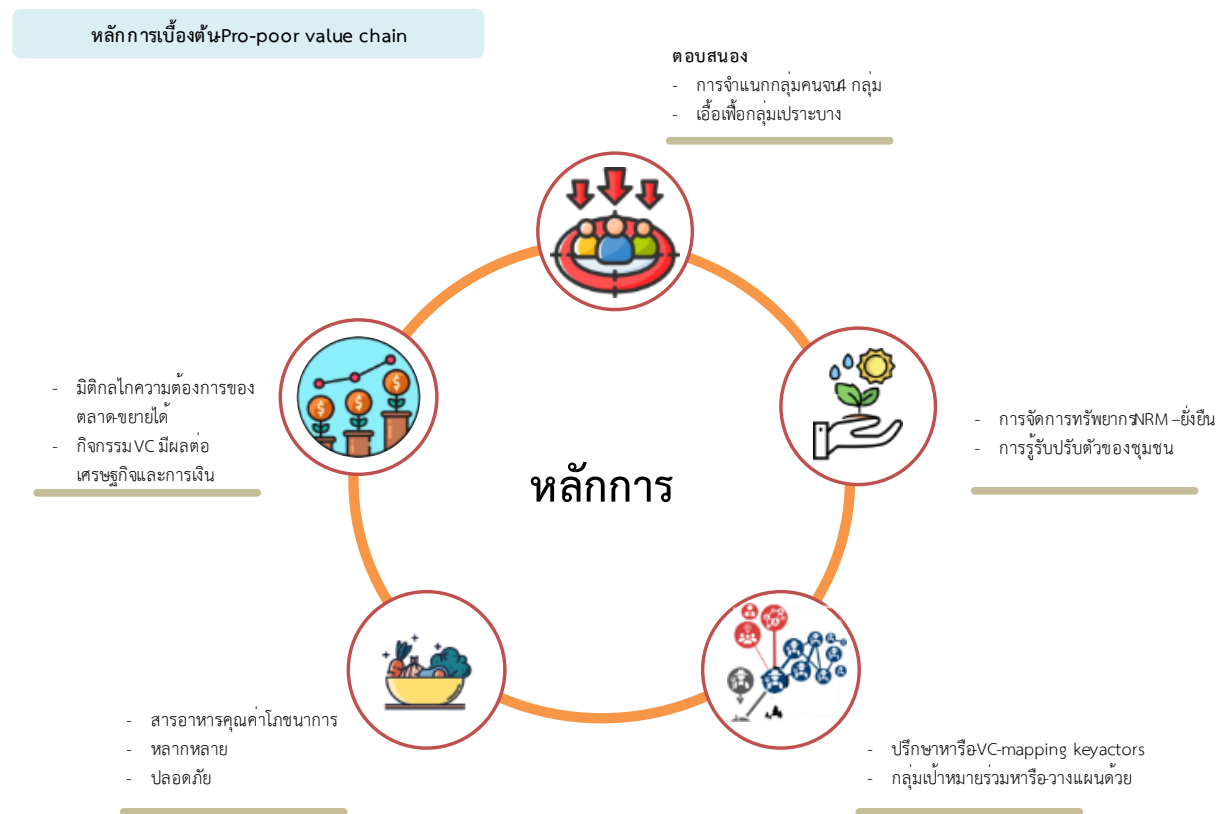 หลักการเบื้องต้นPro-poor value chain
ตอบสนอง
- การจำแนกกลุ่มคนจน4 กลุ่ม
- เอื้อเฟื้อกลุ่มเปราะบาง
- มิติกลไกความต้องการของ
ตลาด-ขยายได้
- กิจกรรม VC มีผลต่อ
เศรษฐกิจและการเงิน
- การจัดการทรัพยากรNRM –ยั่งยืน
- การรู้รับปรับตัวของชุมชน
หลักการ
- สารอาหารคุณค่าโภชนาการ
- หลากหลาย
- ปลอดภัย
- ปรึกษาหารือVC-mapping keyactors
- กลุ่มเป้าหมายร่วมหารือวางแผนด้วย